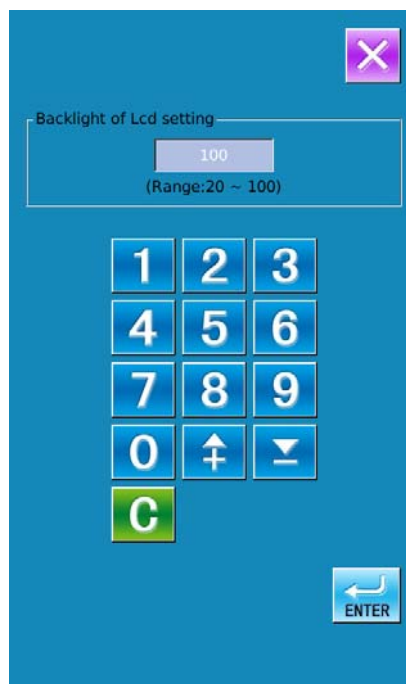 Backlight of Lcd setting
100
(Range:20 ~ 100)
1 2 3
4 5 6
7 8 9
0
C
ENTER